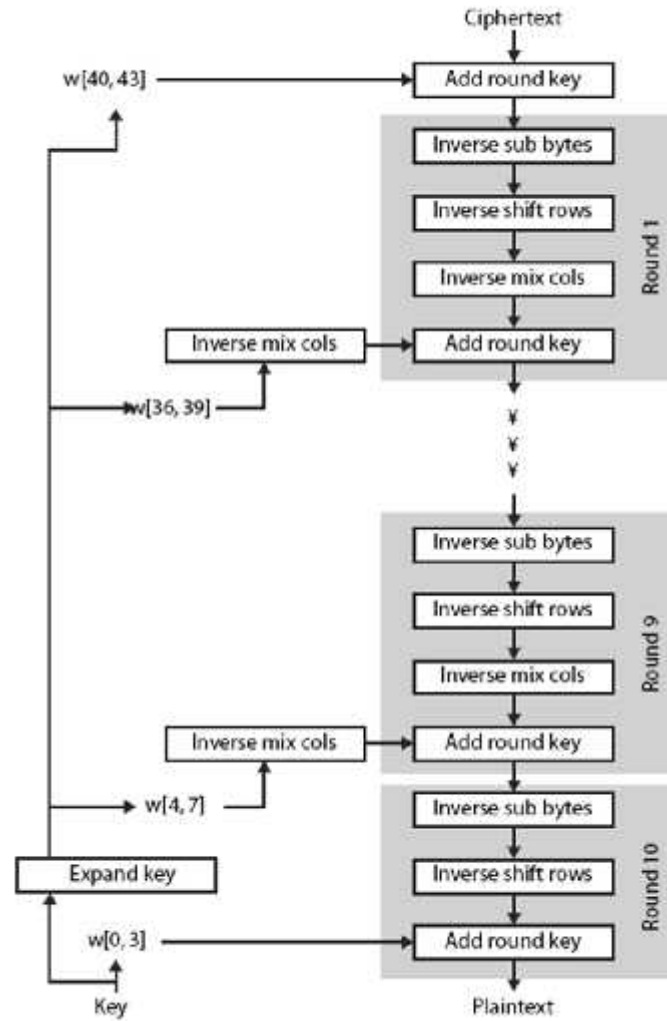 Ciphertext
w[40, 43]
Add round key
Inverse sub bytes
Inverse shift rows
Inverse mix cols
Inverse mix cols
Add round key
Round 1
w[36, 39]
¥
¥
¥
Inverse sub bytes
Inverse shift rows
Inverse mix cols
Inverse mix cols
Add round key
Round 9
w[4, 7]
Inverse sub bytes
Expand key
Inverse shift rows
w[0, 3]
Add round key
Round 10
Key
Plaintext